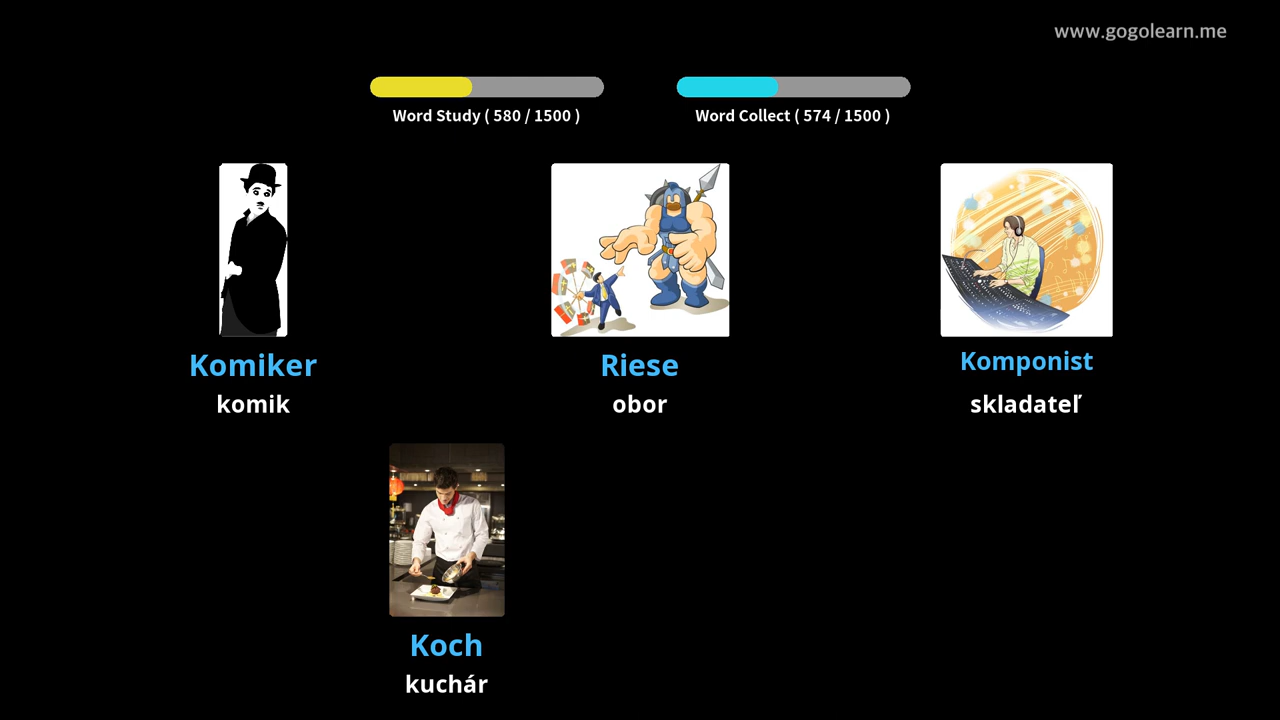 www.gogolearn.me
Word Study ( 580 / 1500 )
Word Collect ( 574 / 1500 )
Komiker
komik
Riese
obor
Komponist
skladateľ
Koch
kuchár